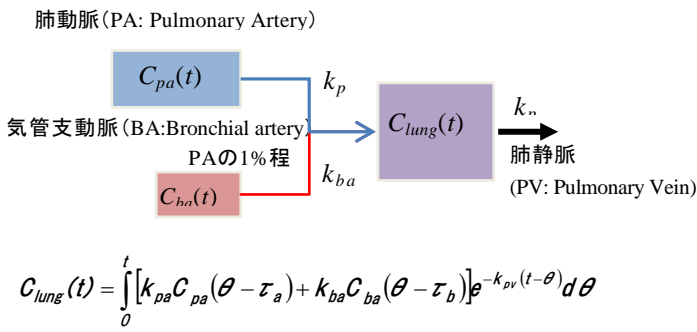 肺動脈(PA: Pulmonary Artery)
C_pa(t)
k_p
気管支動脈(BA:Bronchial artery)
PAの1%程
C_ba(t)
k_ba
C_lung(t)
肺静脈
(PV: Pulmonary Vein)
C_lung(t) = ∫_0^t [k_pa C_pa(θ − τ_a) + k_ba C_ba(θ − τ_b)] e^{−k_pv(t−θ)} dθ